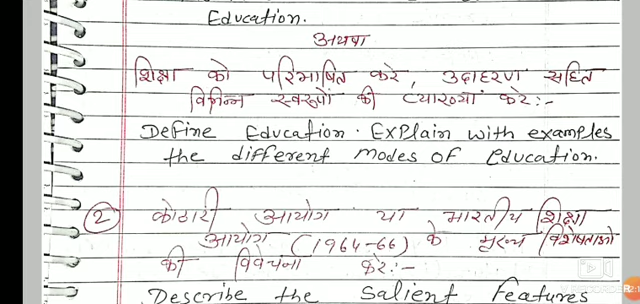 Education.
अथवा
शिक्षा को परिभाषित करे, उदाहरण सहित
विभिन्न स्वरूपों की व्याख्या करे:-
Define Education. Explain with examples
the different modes of Education.
② कोठारी आयोग या भारतीय शिक्षा
आयोग (1964-66) के मुख्य विशेषताओ
की विवेचना करे:-
Describe the Salient Features